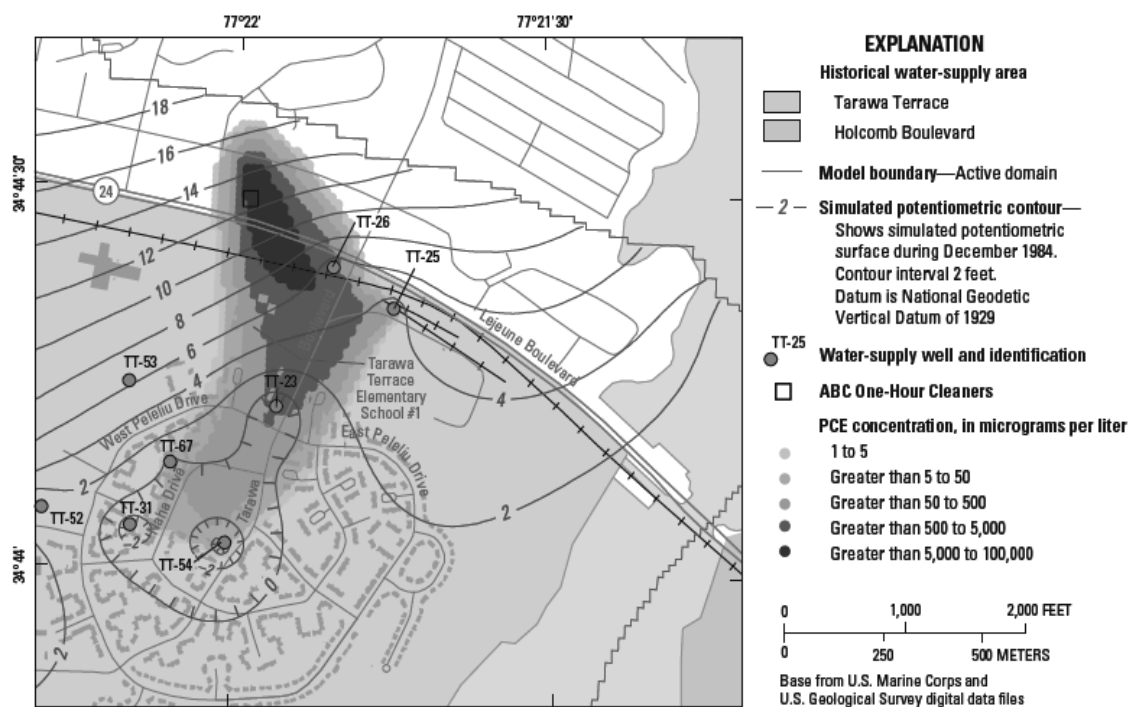 77°22'
77°21'30"
34°44'30"
34°44'
18
16
14
12
10
8
6
4
2
24
TT-26
TT-25
Lejeune Boulevard
TT-53
Tarawa
Terrace
Elementary
School #1
TT-23
4
West Peleliu Drive
East Peleliu Drive
TT-67
Naha Drive
Tarawa
TT-52
TT-31
-2
2
TT-54
-2
0
2
EXPLANATION
Historical water-supply area
Tarawa Terrace
Holcomb Boulevard
Model boundary—Active domain
2
Simulated potentiometric contour—
Shows simulated potentiometric
surface during December 1984.
Contour interval 2 feet.
Datum is National Geodetic
Vertical Datum of 1929
TT-25
Water-supply well and identification
ABC One-Hour Cleaners
PCE concentration, in micrograms per liter
1 to 5
Greater than 5 to 50
Greater than 50 to 500
Greater than 500 to 5,000
Greater than 5,000 to 100,000
0 1,000 2,000 FEET
0 250 500 METERS
Base from U.S. Marine Corps and
U.S. Geological Survey digital data files